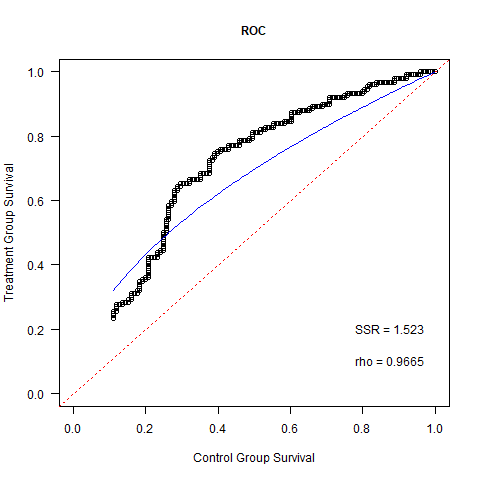 ROC
Treatment Group Survival
1.0
0.8
0.6
0.4
0.2
0.0
SSR = 1.523
rho = 0.9665
0.0 0.2 0.4 0.6 0.8 1.0
Control Group Survival